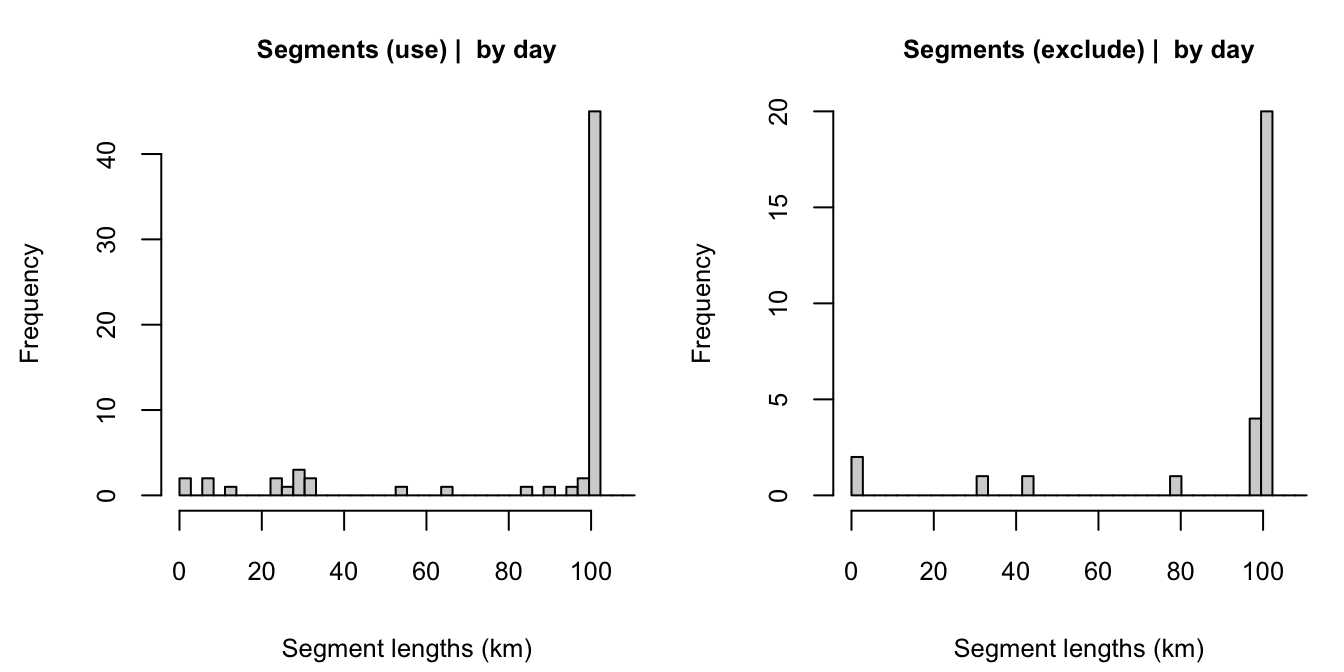 Segments (use) |  by day
Frequency
0
10
20
30
40
0 20 40 60 80 100
Segment lengths (km)
Segments (exclude) |  by day
Frequency
0
5
10
15
20
0 20 40 60 80 100
Segment lengths (km)